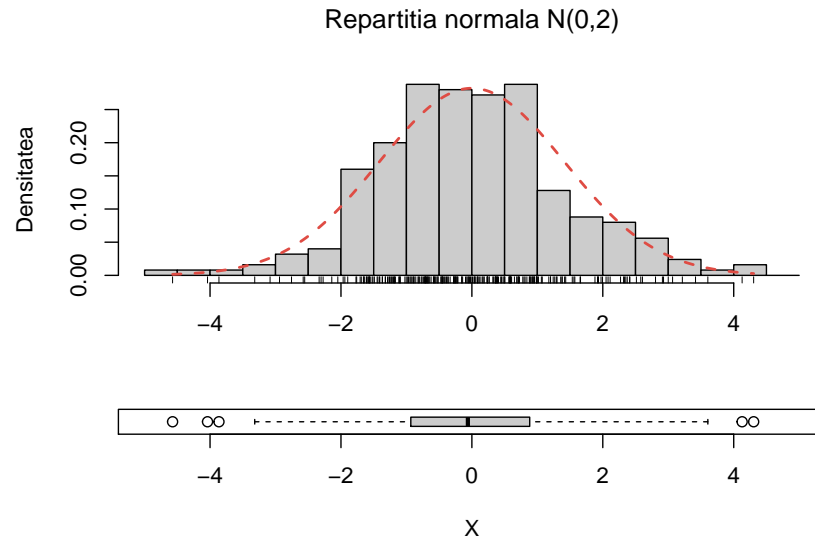 Repartitia normala N(0,2)
Densitatea
0.00 0.10 0.20
−4 −2 0 2 4
−4 −2 0 2 4
X